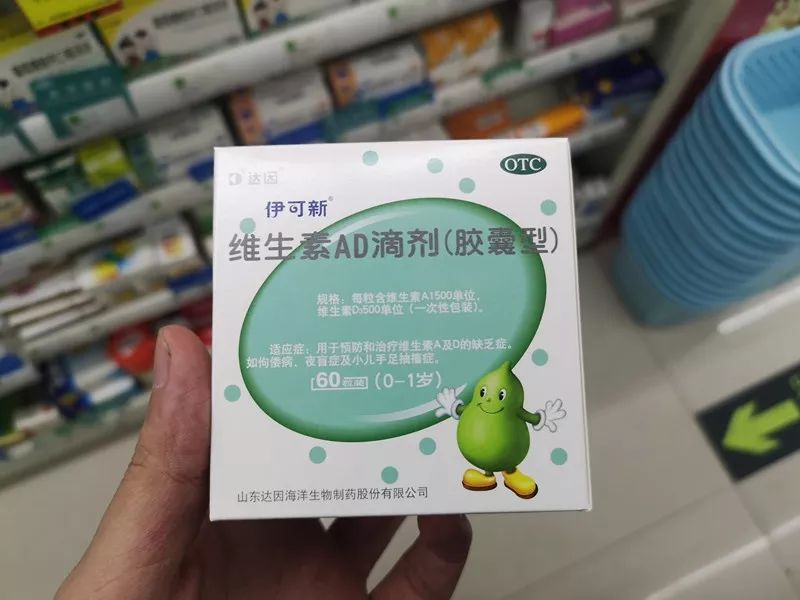 达因®
OTC
伊可新®
维生素AD滴剂(胶囊型)
规格：每粒含维生素A1500单位，
维生素D₃500单位（一次性包装）。
适应症：用于预防和治疗维生素A及D的缺乏症。
如佝偻病、夜盲症及小儿手足抽搐症。
60粒装 (0-1岁)
山东达因海洋生物制药股份有限公司